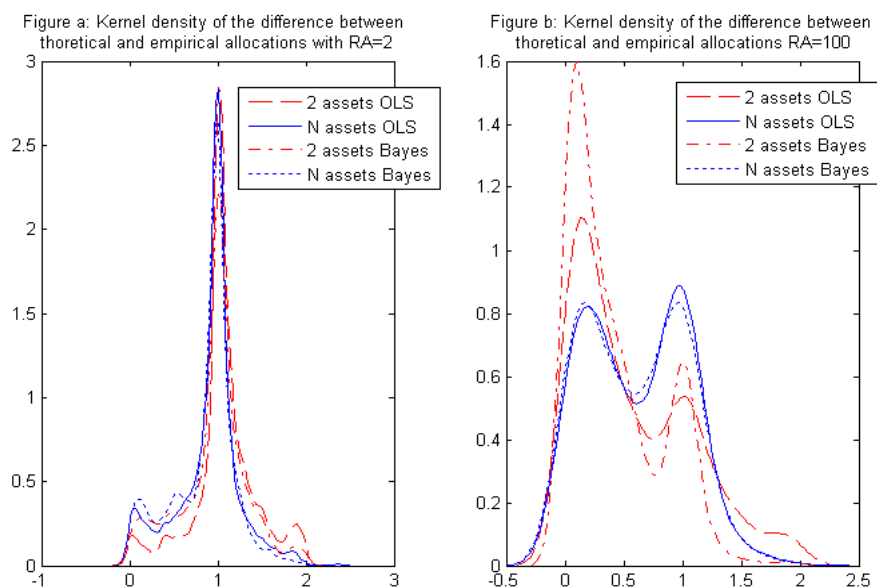 Figure a: Kernel density of the difference between
thoretical and empirical allocations with RA=2
3
2.5
2
1.5
1
0.5
0
-1
0
1
2
3
2 assets OLS
N assets OLS
2 assets Bayes
N assets Bayes
Figure b: Kernel density of the difference between
thoretical and empirical allocations RA=100
1.6
1.4
1.2
1
0.8
0.6
0.4
0.2
0
-0.5
0
0.5
1
1.5
2
2.5
2 assets OLS
N assets OLS
2 assets Bayes
N assets Bayes